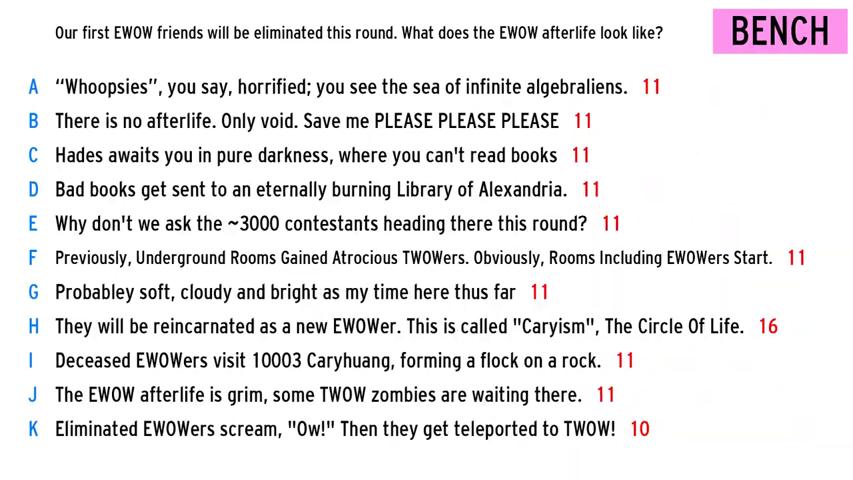 Our first EWOW friends will be eliminated this round. What does the EWOW afterlife look like?
BENCH
A “Whoopsies”, you say, horrified; you see the sea of infinite algebraliens. 11
B There is no afterlife. Only void. Save me PLEASE PLEASE PLEASE 11
C Hades awaits you in pure darkness, where you can't read books 11
D Bad books get sent to an eternally burning Library of Alexandria. 11
E Why don't we ask the ~3000 contestants heading there this round? 11
F Previously, Underground Rooms Gained Atrocious TWOWers. Obviously, Rooms Including EWOWers Start. 11
G Probabley soft, cloudy and bright as my time here thus far 11
H They will be reincarnated as a new EWOWer. This is called "Caryism", The Circle Of Life. 16
I Deceased EWOWers visit 10003 Caryhuang, forming a flock on a rock. 11
J The EWOW afterlife is grim, some TWOW zombies are waiting there. 11
K Eliminated EWOWers scream, "Ow!" Then they get teleported to TWOW! 10